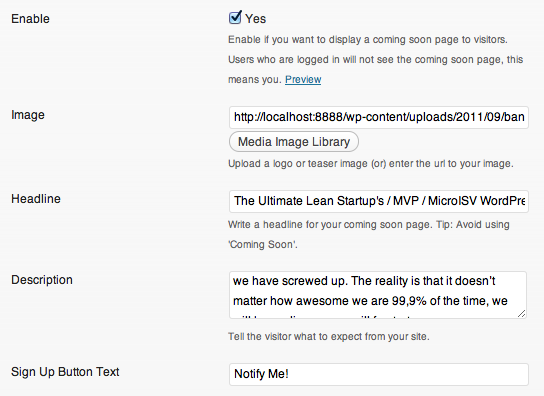 Enable
Yes
Enable if you want to display a coming soon page to visitors.
Users who are logged in will not see the coming soon page, this
means you. Preview
Image
http://localhost:8888/wp-content/uploads/2011/09/ban
Media Image Library
Upload a logo or teaser image (or) enter the url to your image.
Headline
The Ultimate Lean Startup's / MVP / MicroISV WordPre
Write a headline for your coming soon page. Tip: Avoid using
'Coming Soon'.
Description
we have screwed up. The reality is that it doesn't
matter how awesome we are 99,9% of the time, we
Tell the visitor what to expect from your site.
Sign Up Button Text
Notify Me!